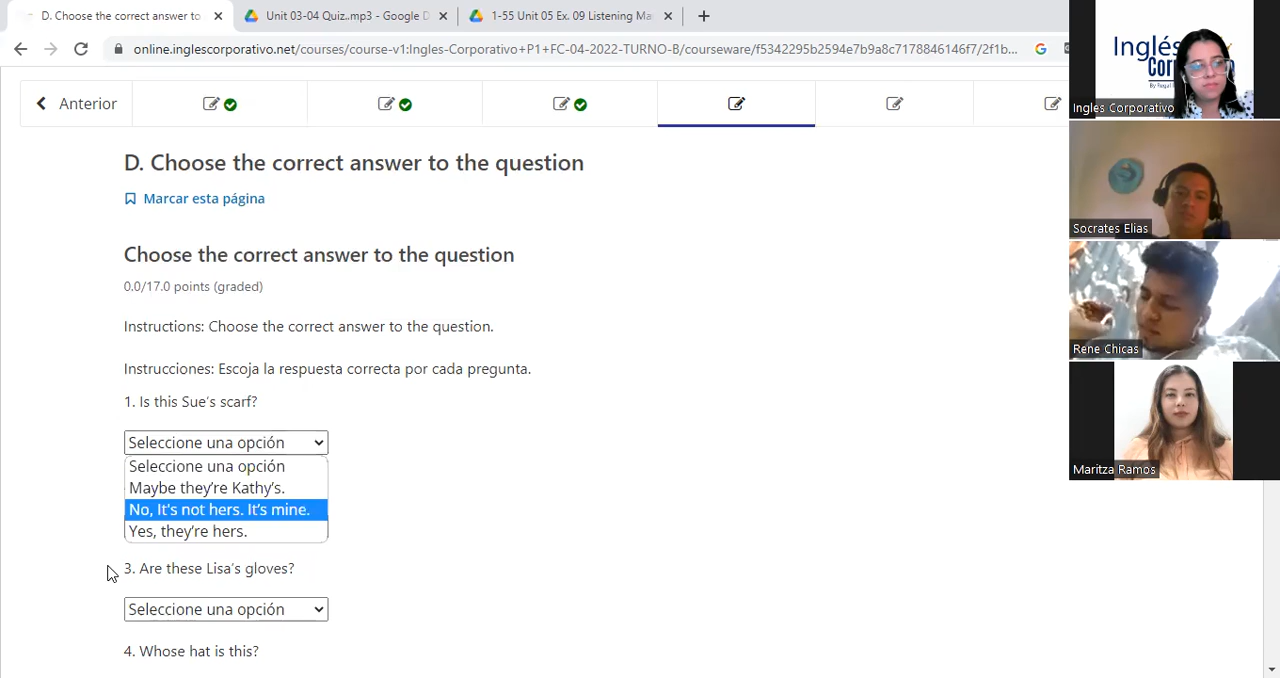 D. Choose the correct answer to
Unit 03-04 Quiz..mp3 - Google D
1-55 Unit 05 Ex. 09 Listening Ma
online.inglescorporativo.net/courses/course-v1:Ingles-Corporativo+P1+FC-04-2022-TURNO-B/courseware/f5342295b2594e7b9a8c7178846146f7/2f1b...
Anterior
D. Choose the correct answer to the question
Marcar esta página
Choose the correct answer to the question
0.0/17.0 points (graded)
Instructions: Choose the correct answer to the question.
Instrucciones: Escoja la respuesta correcta por cada pregunta.
1. Is this Sue's scarf?
Seleccione una opción
Seleccione una opción
Maybe they're Kathy's.
No, It's not hers. It's mine.
Yes, they're hers.
3. Are these Lisa's gloves?
Seleccione una opción
4. Whose hat is this?
Ingles Corporativo
Socrates Elias
Rene Chicas
Maritza Ramos